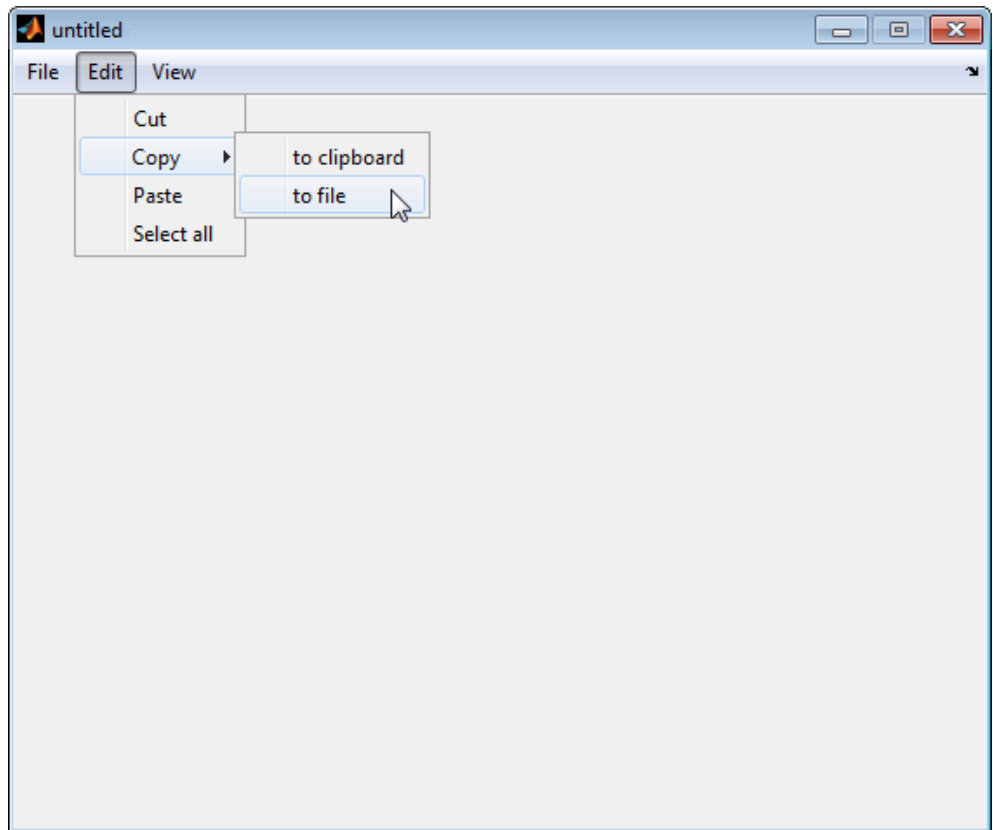 untitled
File Edit View
Cut
Copy to clipboard
Paste to file
Select all